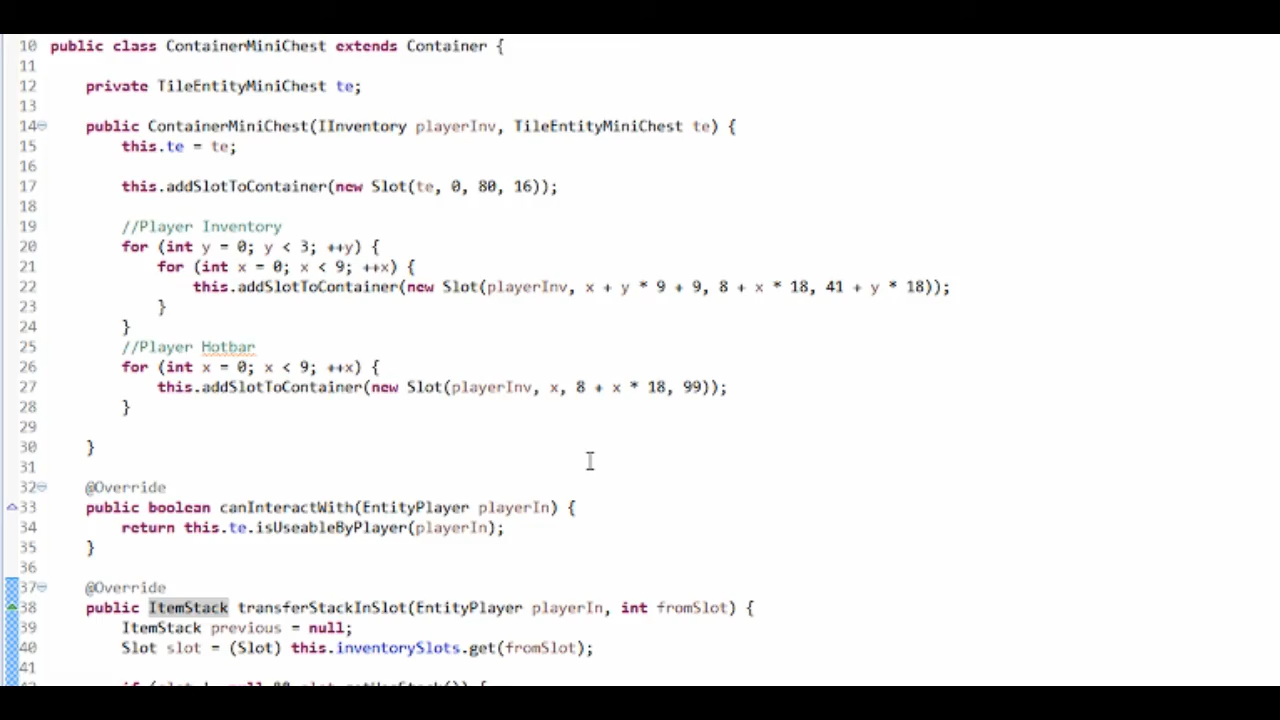 10 public class ContainerMiniChest extends Container {
11
12 private TileEntityMiniChest te;
13
14 public ContainerMiniChest(IInventory playerInv, TileEntityMiniChest te) {
15 this.te = te;
16
17 this.addSlotToContainer(new Slot(te, 0, 80, 16));
18
19 //Player Inventory
20 for (int y = 0; y < 3; ++y) {
21 for (int x = 0; x < 9; ++x) {
22 this.addSlotToContainer(new Slot(playerInv, x + y * 9 + 9, 8 + x * 18, 41 + y * 18));
23 }
24 }
25 //Player Hotbar
26 for (int x = 0; x < 9; ++x) {
27 this.addSlotToContainer(new Slot(playerInv, x, 8 + x * 18, 99));
28 }
29
30 }
31
32 @Override
33 public boolean canInteractWith(EntityPlayer playerIn) {
34 return this.te.isUseableByPlayer(playerIn);
35 }
36
37 @Override
38 public ItemStack transferStackInSlot(EntityPlayer playerIn, int fromSlot) {
39 ItemStack previous = null;
40 Slot slot = (Slot) this.inventorySlots.get(fromSlot);
41